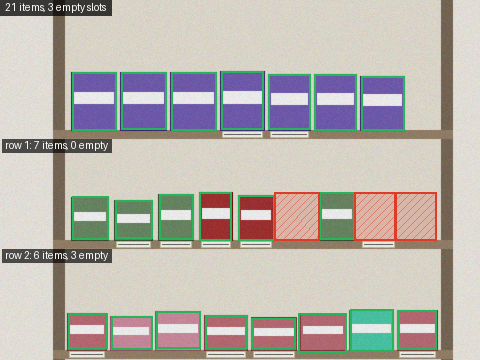 21 items, 3 empty slots
row 1: 7 items, 0 empty
row 2: 6 items, 3 empty